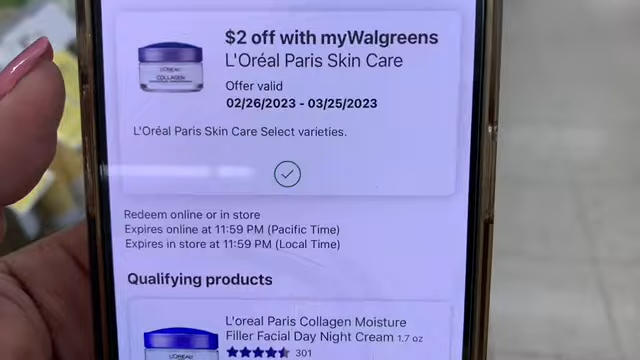 $2 off with myWalgreens
L'Oréal Paris Skin Care
Offer valid
02/26/2023 - 03/25/2023
L'ORÉAL
COLLAGEN
L'Oréal Paris Skin Care Select varieties.
Redeem online or in store
Expires online at 11:59 PM (Pacific Time)
Expires in store at 11:59 PM (Local Time)
Qualifying products
L'oreal Paris Collagen Moisture
Filler Facial Day Night Cream 1.7 oz
301
L'ORÉAL